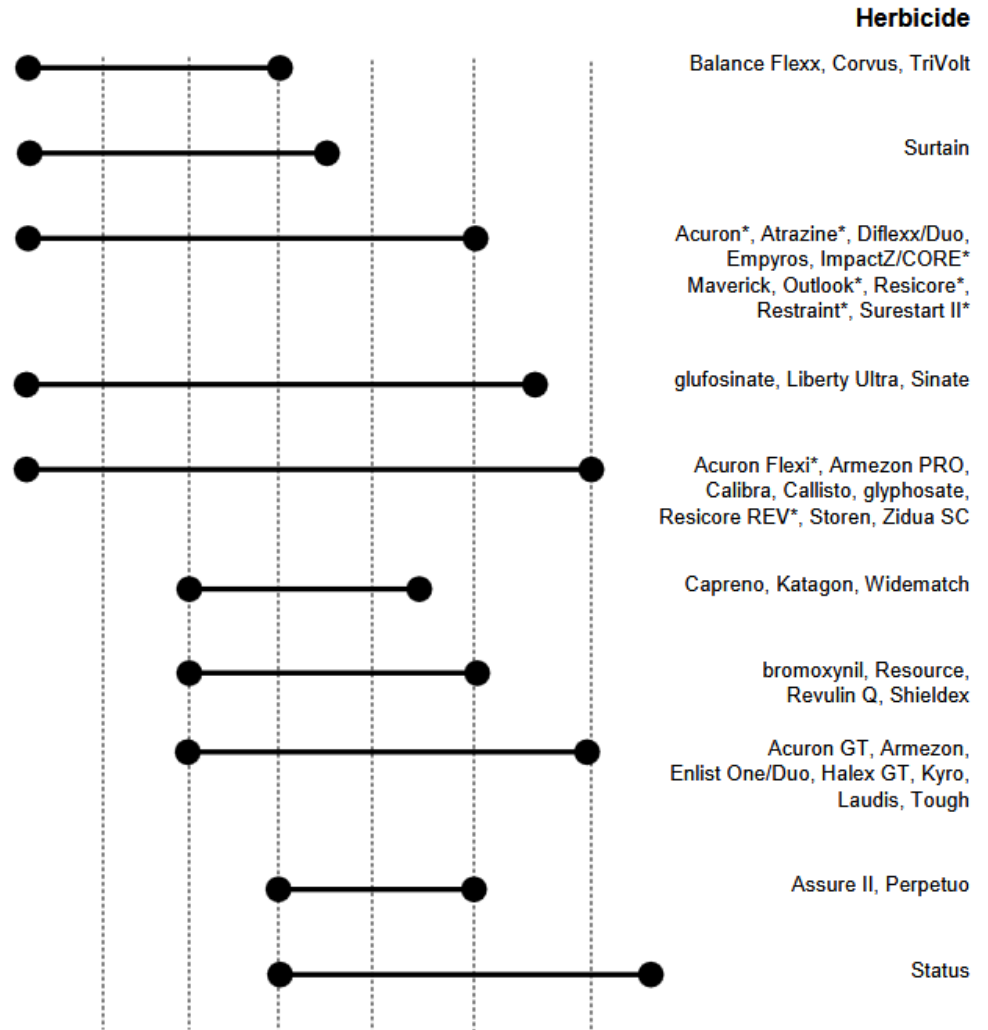 Herbicide
Balance Flexx, Corvus, TriVolt
Surtain
Acuron*, Atrazine*, Diflexx/Duo,
Empyros, ImpactZ/CORE*
Maverick, Outlook*, Resicore*,
Restraint*, Surestart II*
glufosinate, Liberty Ultra, Sinate
Acuron Flexi*, Armezon PRO,
Calibra, Callisto, glyphosate,
Resicore REV*, Storen, Zidua SC
Capreno, Katagon, Widematch
bromoxynil, Resource,
Revulin Q, Shieldex
Acuron GT, Armezon,
Enlist One/Duo, Halex GT, Kyro,
Laudis, Tough
Assure II, Perpetuo
Status